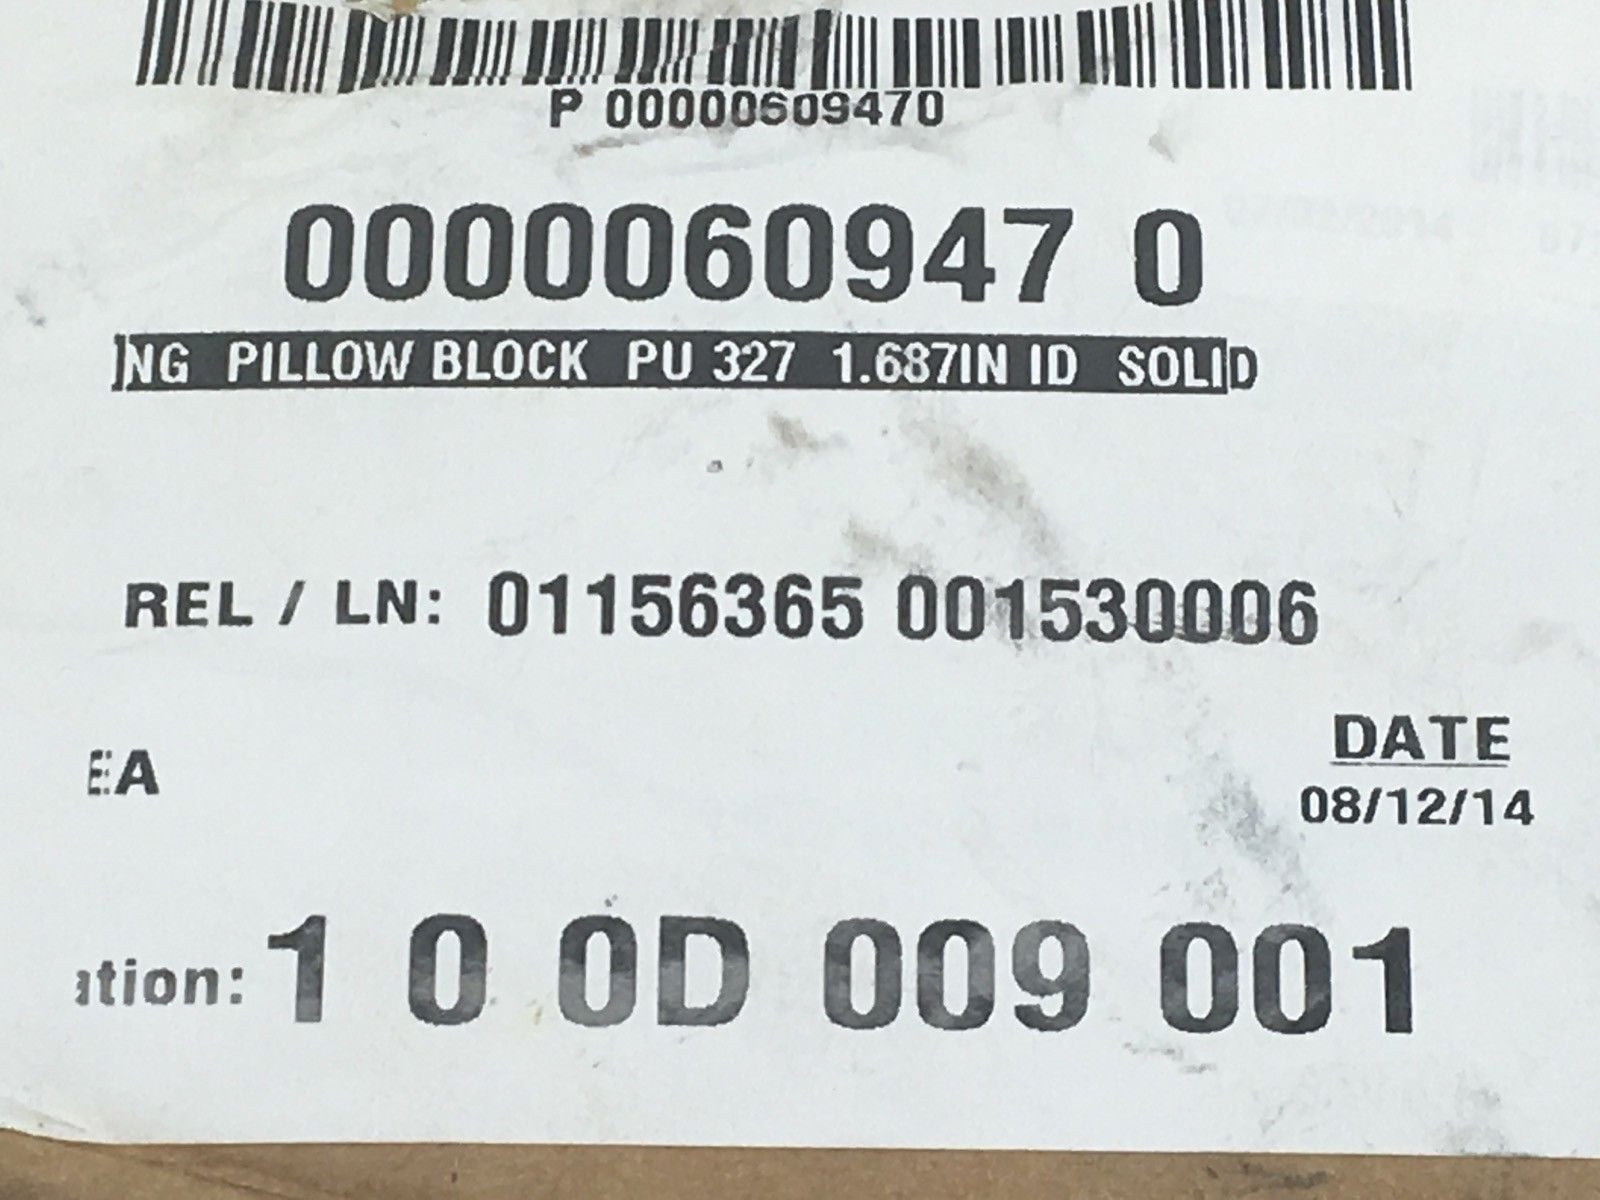 P 00000609470
0000060947 0
ING PILLOW BLOCK PU 327 1.687IN ID SOLID
REL / LN: 01156365 001530006
EA
DATE
08/12/14
ation: 1 0 0D 009 001